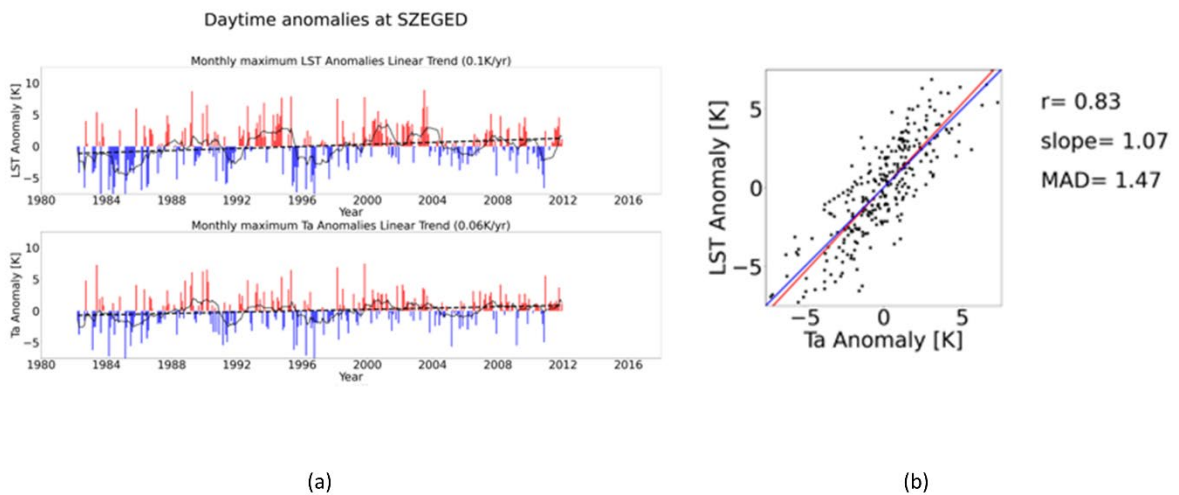 Daytime anomalies at SZEGED
Monthly maximum LST Anomalies Linear Trend (0.1K/yr)
LST Anomaly [K]
10
5
0
−5
1980 1984 1988 1992 1996 2000 2004 2008 2012 2016
Year
Monthly maximum Ta Anomalies Linear Trend (0.06K/yr)
Ta Anomaly [K]
10
5
0
−5
1980 1984 1988 1992 1996 2000 2004 2008 2012 2016
Year
(a)
LST Anomaly [K]
5
0
−5
−5 0 5
Ta Anomaly [K]
r= 0.83
slope= 1.07
MAD= 1.47
(b)